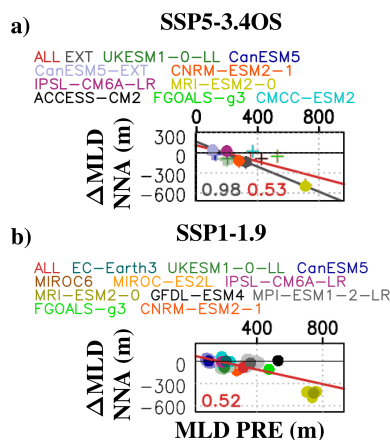 SSP5-3.4OS
a)
ALL EXT UKESM1-0-LL CanESM5
CanESM5-EXT CNRM-ESM2-1
IPSL-CM6A-LR MRI-ESM2-0
ACCESS-CM2 FGOALS-g3 CMCC-ESM2
ΔMLD
NNA (m)
300
0
-300
-600
0 400 800
0.98 0.53
SSP1-1.9
b)
ALL EC-Earth3 UKESM1-0-LL CanESM5
MIROC6 MIROC-ES2L IPSL-CM6A-LR
MRI-ESM2-0 GFDL-ESM4 MPI-ESM1-2-LR
FGOALS-g3 CNRM-ESM2-1
ΔMLD
NNA (m)
300
0
-300
-600
400 800
0.52
MLD PRE (m)